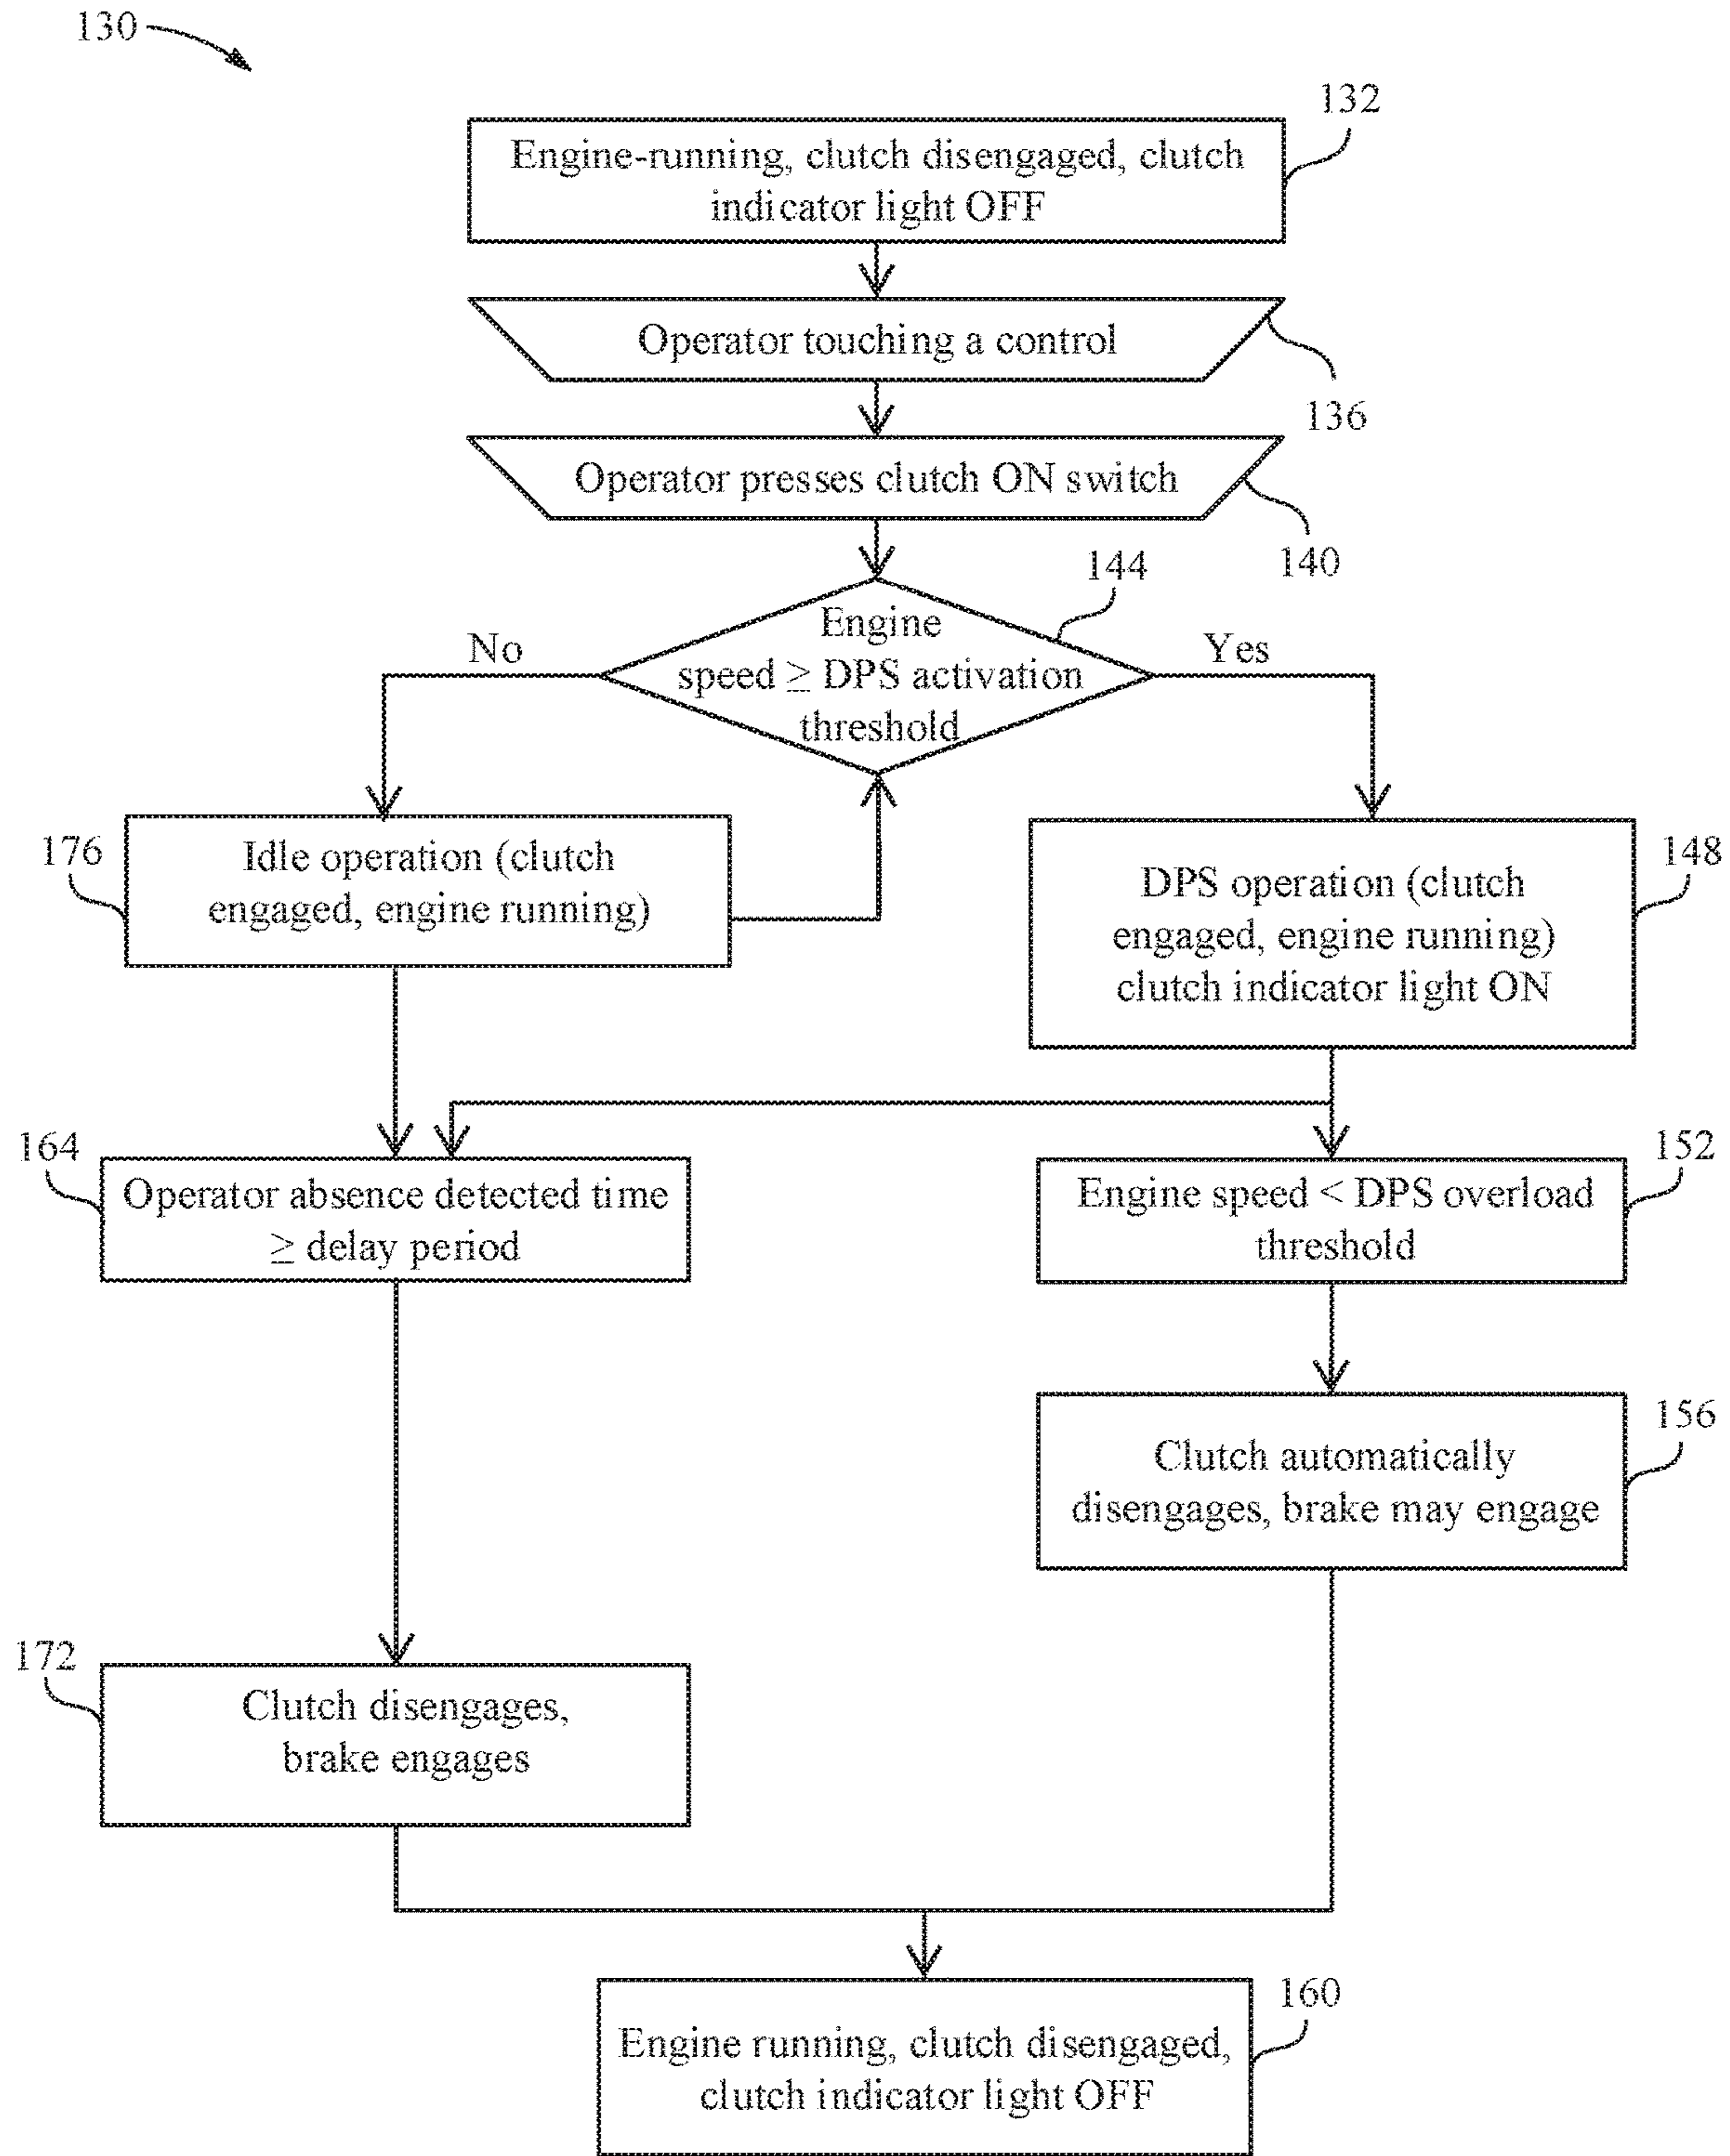 130
132
Engine-running, clutch disengaged, clutch
indicator light OFF
Operator touching a control
136
Operator presses clutch ON switch
140
144
Engine
speed ≥ DPS activation
threshold
No
Yes
176
Idle operation (clutch
engaged, engine running)
148
DPS operation (clutch
engaged, engine running)
clutch indicator light ON
164
Operator absence detected time
≥ delay period
152
Engine speed < DPS overload
threshold
156
Clutch automatically
disengages, brake may engage
172
Clutch disengages,
brake engages
160
Engine running, clutch disengaged,
clutch indicator light OFF